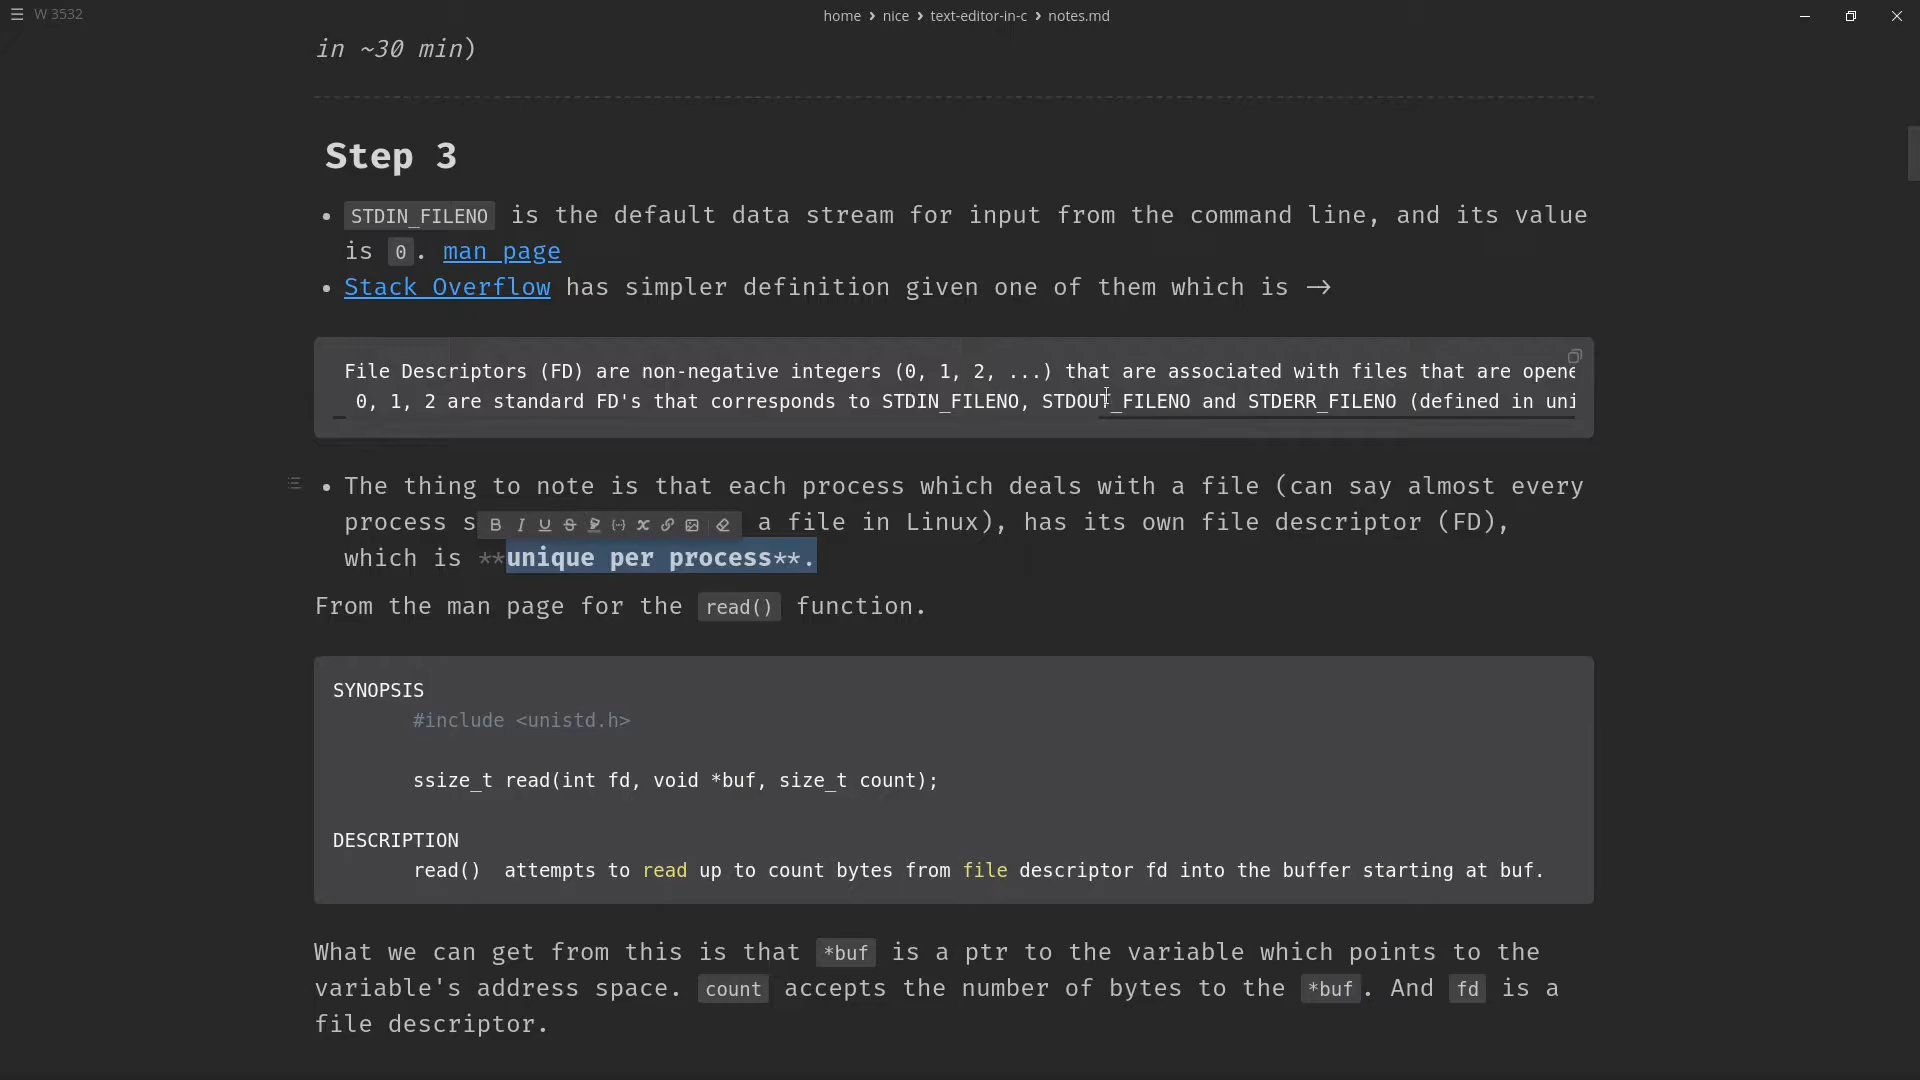 W 3532
home › nice › text-editor-in-c › notes.md
in ~30 min)
Step 3
• STDIN_FILENO is the default data stream for input from the command line, and its value
is 0. man page
• Stack Overflow has simpler definition given one of them which is →
File Descriptors (FD) are non-negative integers (0, 1, 2, ...) that are associated with files that are opene
0, 1, 2 are standard FD's that corresponds to STDIN_FILENO, STDOUT_FILENO and STDERR_FILENO (defined in uni
• The thing to note is that each process which deals with a file (can say almost every
process s a file in Linux), has its own file descriptor (FD),
which is **unique per process**.
From the man page for the read() function.
SYNOPSIS
#include <unistd.h>
ssize_t read(int fd, void *buf, size_t count);
DESCRIPTION
read()  attempts to read up to count bytes from file descriptor fd into the buffer starting at buf.
What we can get from this is that *buf is a ptr to the variable which points to the
variable's address space. count accepts the number of bytes to the *buf. And fd is a
file descriptor.